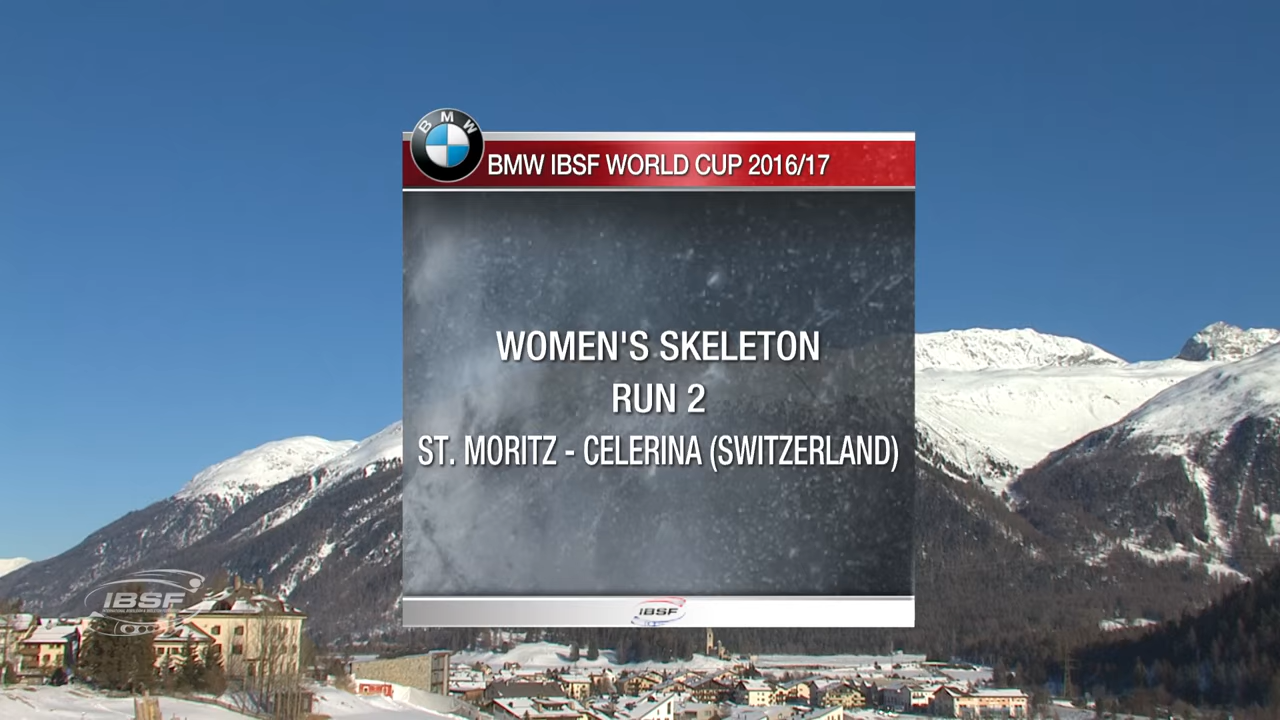 BMW
BMW IBSF WORLD CUP 2016/17
WOMEN'S SKELETON
RUN 2
ST. MORITZ - CELERINA (SWITZERLAND)
IBSF
IBSF